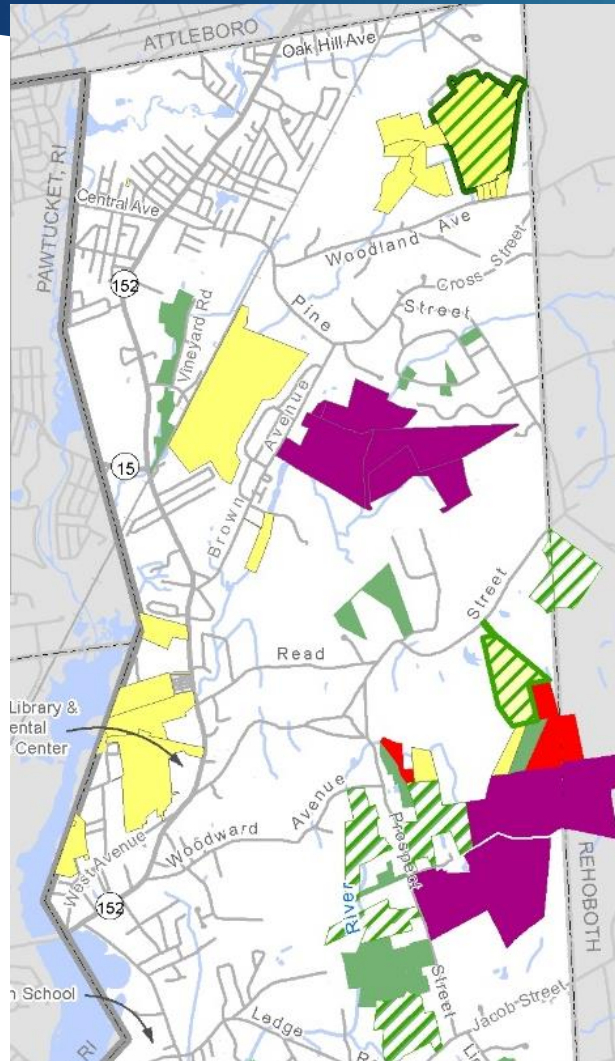 ATTLEBORO
Oak Hill Ave
PAWTUCKET, RI
Central Ave
Woodland Ave
Cross-Street
152
Pine Street
Vineyard Rd
Brown Avenue
15
Read Street
Library &
ental
Center
Woodward Avenue
Prospect Street
West Avenue
152
River
REHOBOTH
n School
Ledge
Jacob-Street
RI